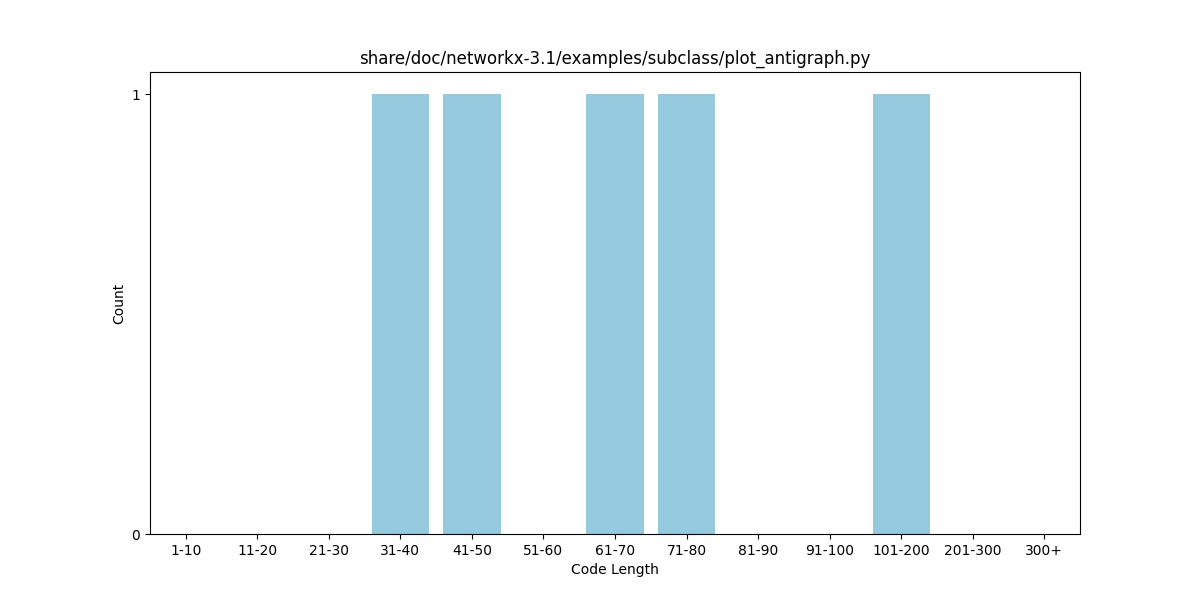 share/doc/networkx-3.1/examples/subclass/plot_antigraph.py
1
0
Count
1-10 11-20 21-30 31-40 41-50 51-60 61-70 71-80 81-90 91-100 101-200 201-300 300+
Code Length